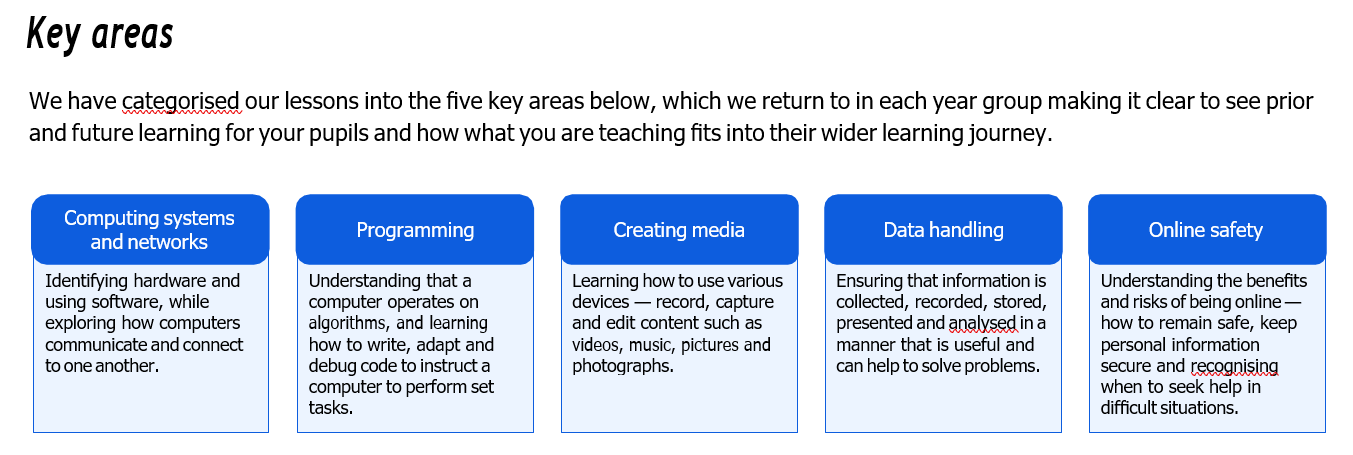 Key areas
We have categorised our lessons into the five key areas below, which we return to in each year group making it clear to see prior
and future learning for your pupils and how what you are teaching fits into their wider learning journey.
Computing systems
and networks
Identifying hardware and
using software, while
exploring how computers
communicate and connect
to one another.
Programming
Understanding that a
computer operates on
algorithms, and learning
how to write, adapt and
debug code to instruct a
computer to perform set
tasks.
Creating media
Learning how to use various
devices — record, capture
and edit content such as
videos, music, pictures and
photographs.
Data handling
Ensuring that information is
collected, recorded, stored,
presented and analysed in a
manner that is useful and
can help to solve problems.
Online safety
Understanding the benefits
and risks of being online —
how to remain safe, keep
personal information
secure and recognising
when to seek help in
difficult situations.